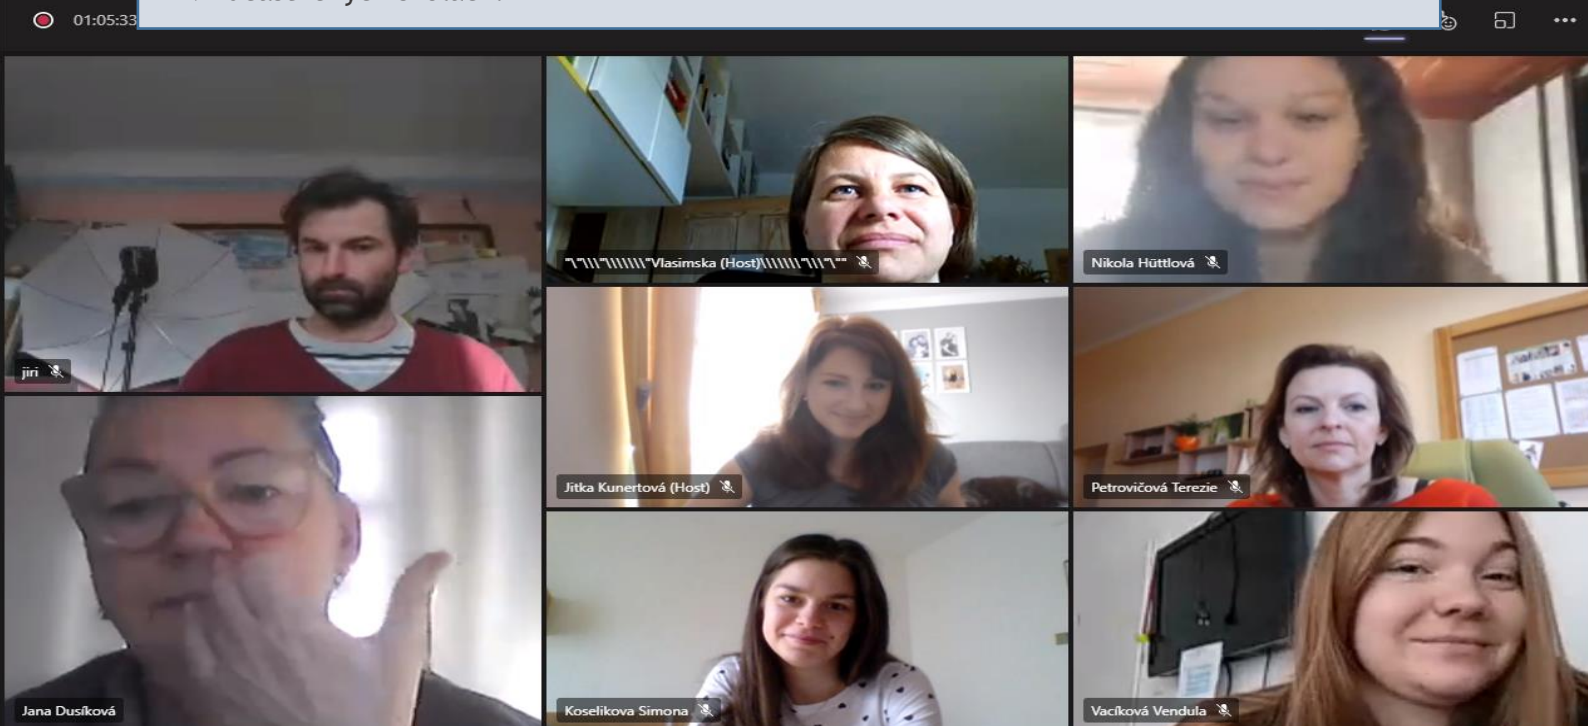 01:05:33
jiri
"\"\\\"\\\\\\\"Vlasimska (Host)\\\\\\\"\\\"\""
Nikola Hüttlová
Jitka Kunertová (Host)
Petrovičová Terezie
Jana Dusíková
Koselikova Simona
Vacíková Vendula